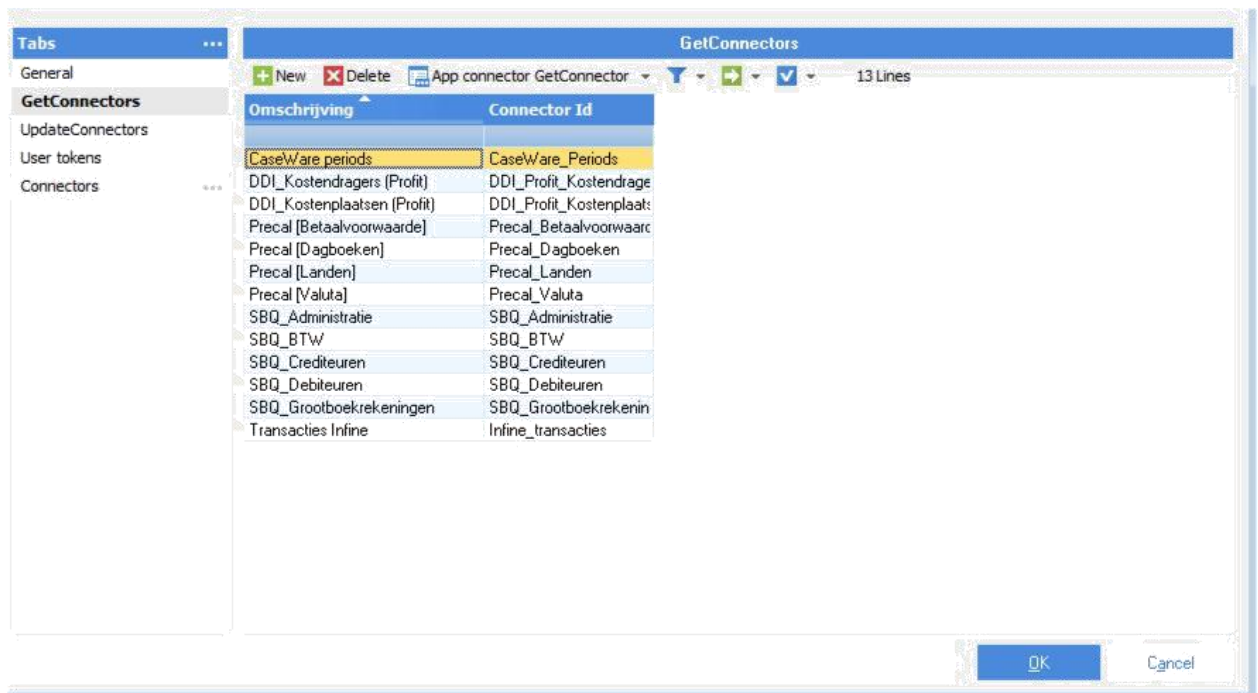 Tabs
General
GetConnectors
UpdateConnectors
User tokens
Connectors
GetConnectors
New Delete App connector GetConnector 13 Lines
Omschrijving Connector Id
CaseWare periods CaseWare_Periods
DDI_Kostendragers (Profit) DDI_Profit_Kostendrage
DDI_Kostenplaatsen (Profit) DDI_Profit_Kostenplaats
Precal [Betaalvoorwaarde] Precal_Betaalvoorwaarc
Precal [Dagboeken] Precal_Dagboeken
Precal [Landen] Precal_Landen
Precal [Valuta] Precal_Valuta
SBQ_Administratie SBQ_Administratie
SBQ_BTW SBQ_BTW
SBQ_Crediteuren SBQ_Crediteuren
SBQ_Debiteuren SBQ_Debiteuren
SBQ_Grootboekrekeningen SBQ_Grootboekrekenin
Transacties Infine Infine_transacties
OK Cancel